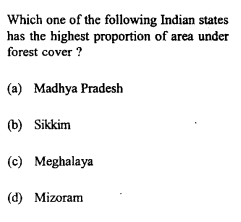 Which one of the following Indian states
has the highest proportion of area under
forest cover ?
(a) Madhya Pradesh
(b) Sikkim
(c) Meghalaya
(d) Mizoram